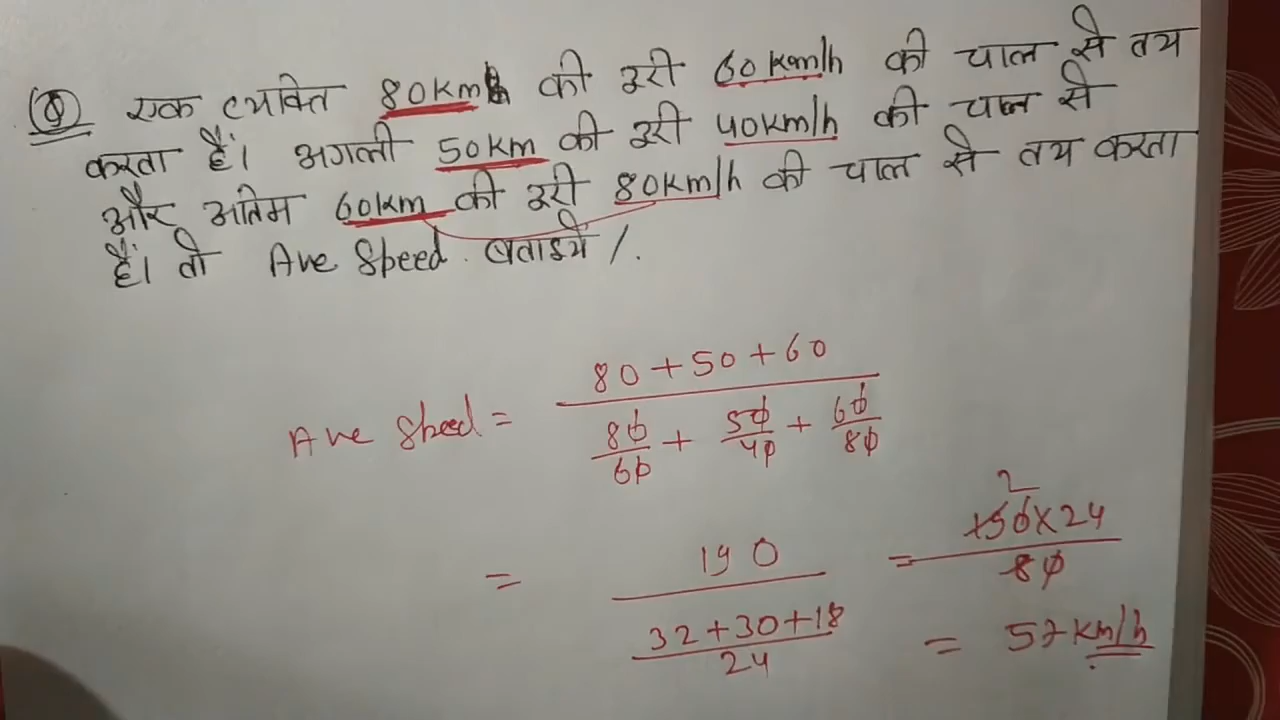 Q एक व्यक्ति 80km की दूरी 60km/h की चाल से तय
करता हैं। अगली 50km की दूरी 40km/h की चाल से
और अंतिम 60km की दूरी 80km/h की चाल से तय करता
हैं। तो Ave Speed. बताइये /.
Ave Speed = 80+50+60 / 80/60 + 50/40 + 60/80
= 190 / 32+30+18/24 = 190×24 / 80
2
= 57 km/h